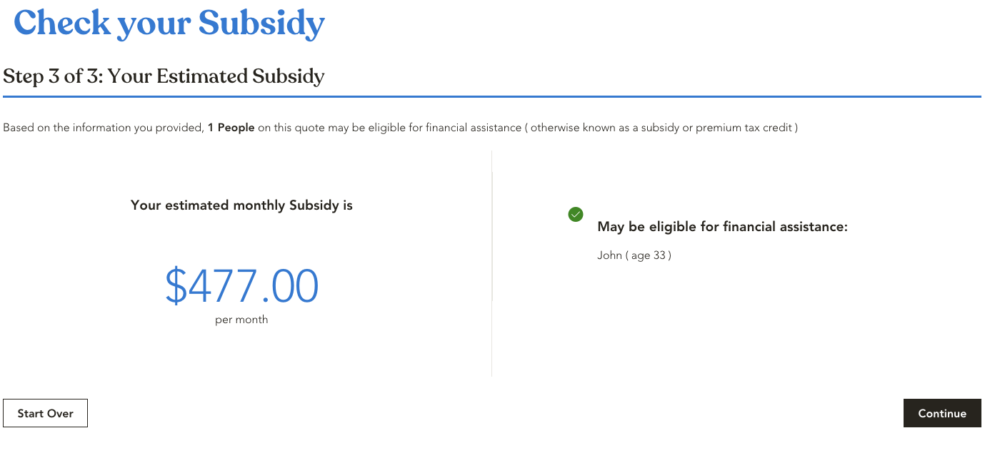 Check your Subsidy
Step 3 of 3: Your Estimated Subsidy
Based on the information you provided, 1 People on this quote may be eligible for financial assistance ( otherwise known as a subsidy or premium tax credit )
Your estimated monthly Subsidy is
$477.00
per month
May be eligible for financial assistance:
John ( age 33 )
Start Over
Continue